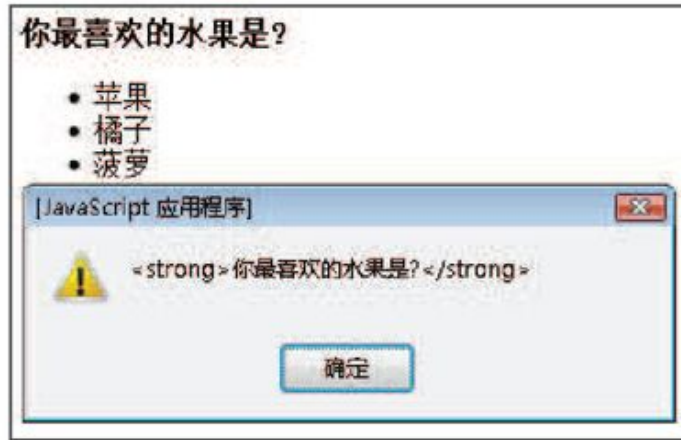 你最喜欢的水果是?
苹果
橘子
菠萝
[JavaScript 应用程序]
<strong>你最喜欢的水果是?</strong>
确定